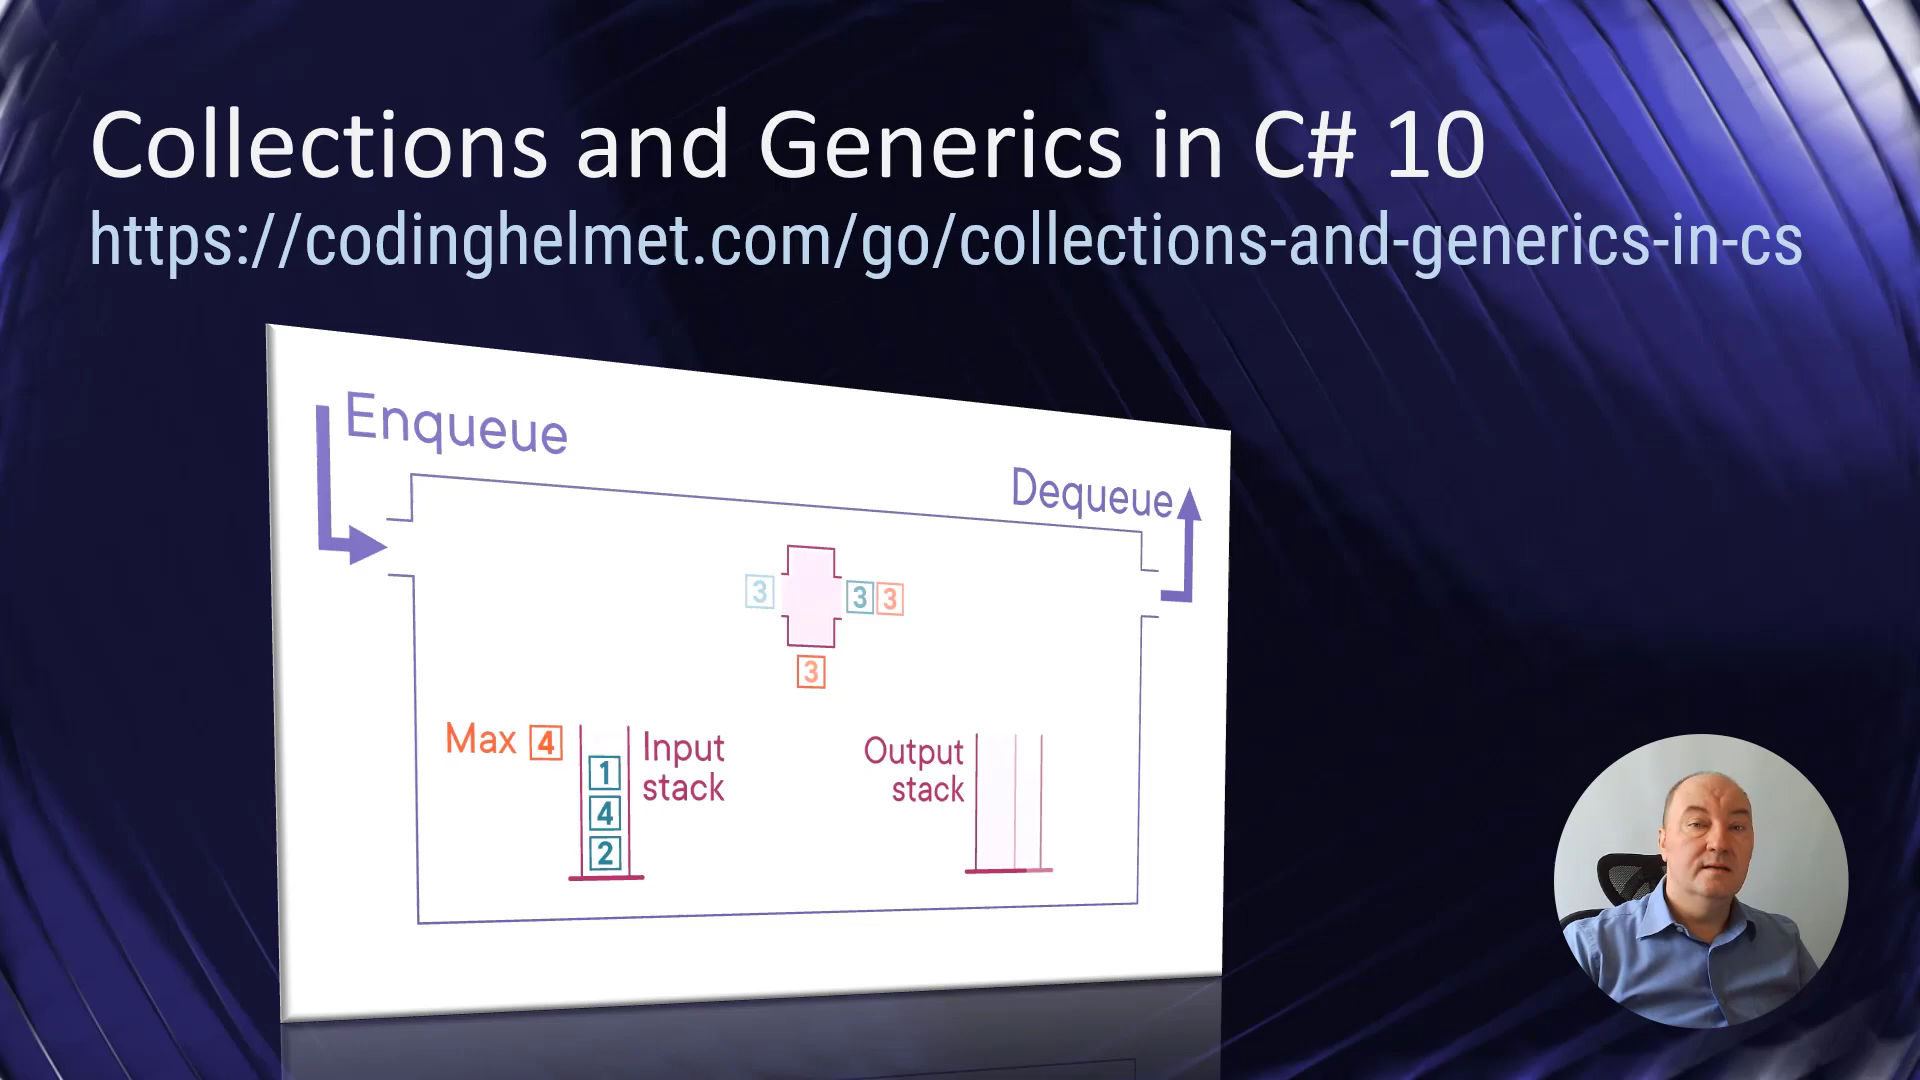 Collections and Generics in C# 10
https://codinghelmet.com/go/collections-and-generics-in-cs
Enqueue
Dequeue
3
3 3
3
Max 4
1
4
2
Input
stack
Output
stack